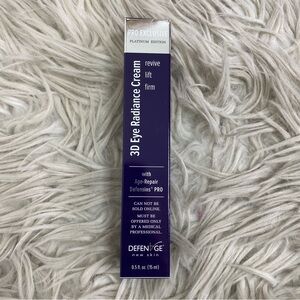 PRO EXCLUSIVE
PLATINUM EDITION
3D Eye Radiance Cream
revive
lift
firm
with
Age-Repair
Defensins® PRO
CAN NOT BE
SOLD ONLINE.
MUST BE
OFFERED ONLY
BY A MEDICAL
PROFESSIONAL.
DEFENAGE®
new skin
0.5 fl. oz. (15 ml)